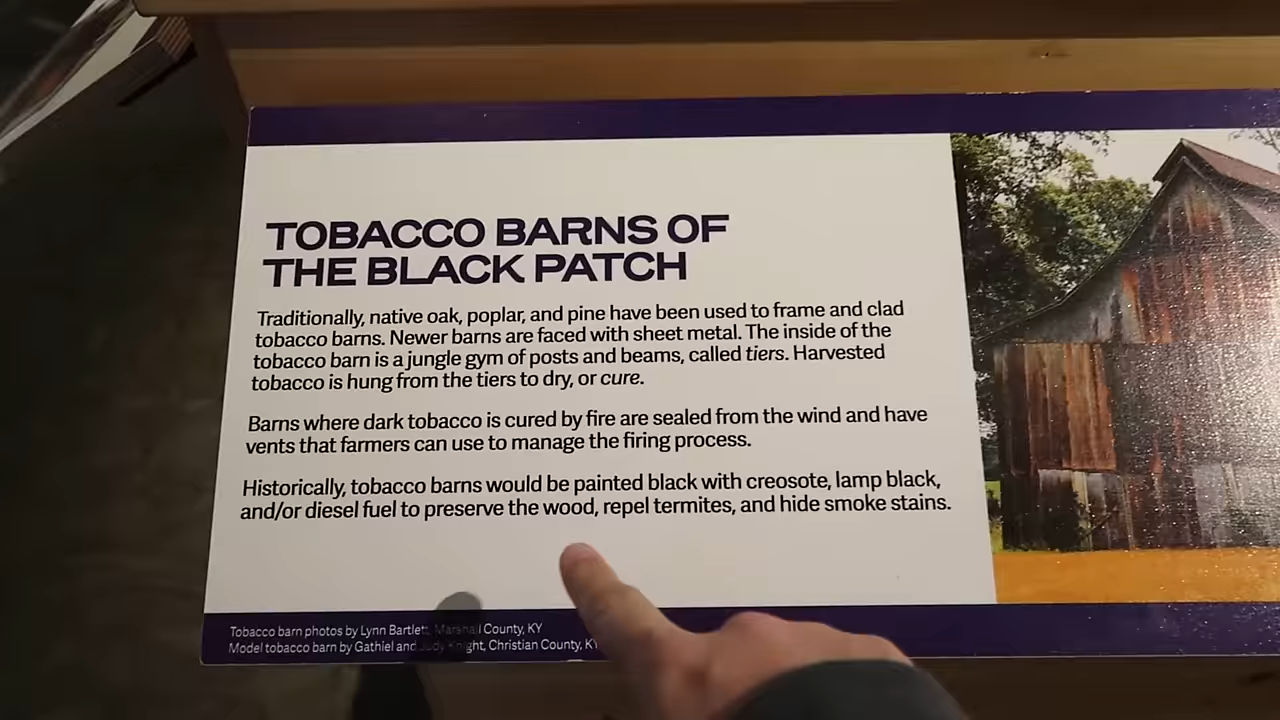 TOBACCO BARNS OF
THE BLACK PATCH
Traditionally, native oak, poplar, and pine have been used to frame and clad
tobacco barns. Newer barns are faced with sheet metal. The inside of the
tobacco barn is a jungle gym of posts and beams, called tiers. Harvested
tobacco is hung from the tiers to dry, or cure.
Barns where dark tobacco is cured by fire are sealed from the wind and have
vents that farmers can use to manage the firing process.
Historically, tobacco barns would be painted black with creosote, lamp black,
and/or diesel fuel to preserve the wood, repel termites, and hide smoke stains.
Tobacco barn photos by Lynn Bartlett, Marshall County, KY
Model tobacco barn by Gathiel and Judy Knight, Christian County, KY